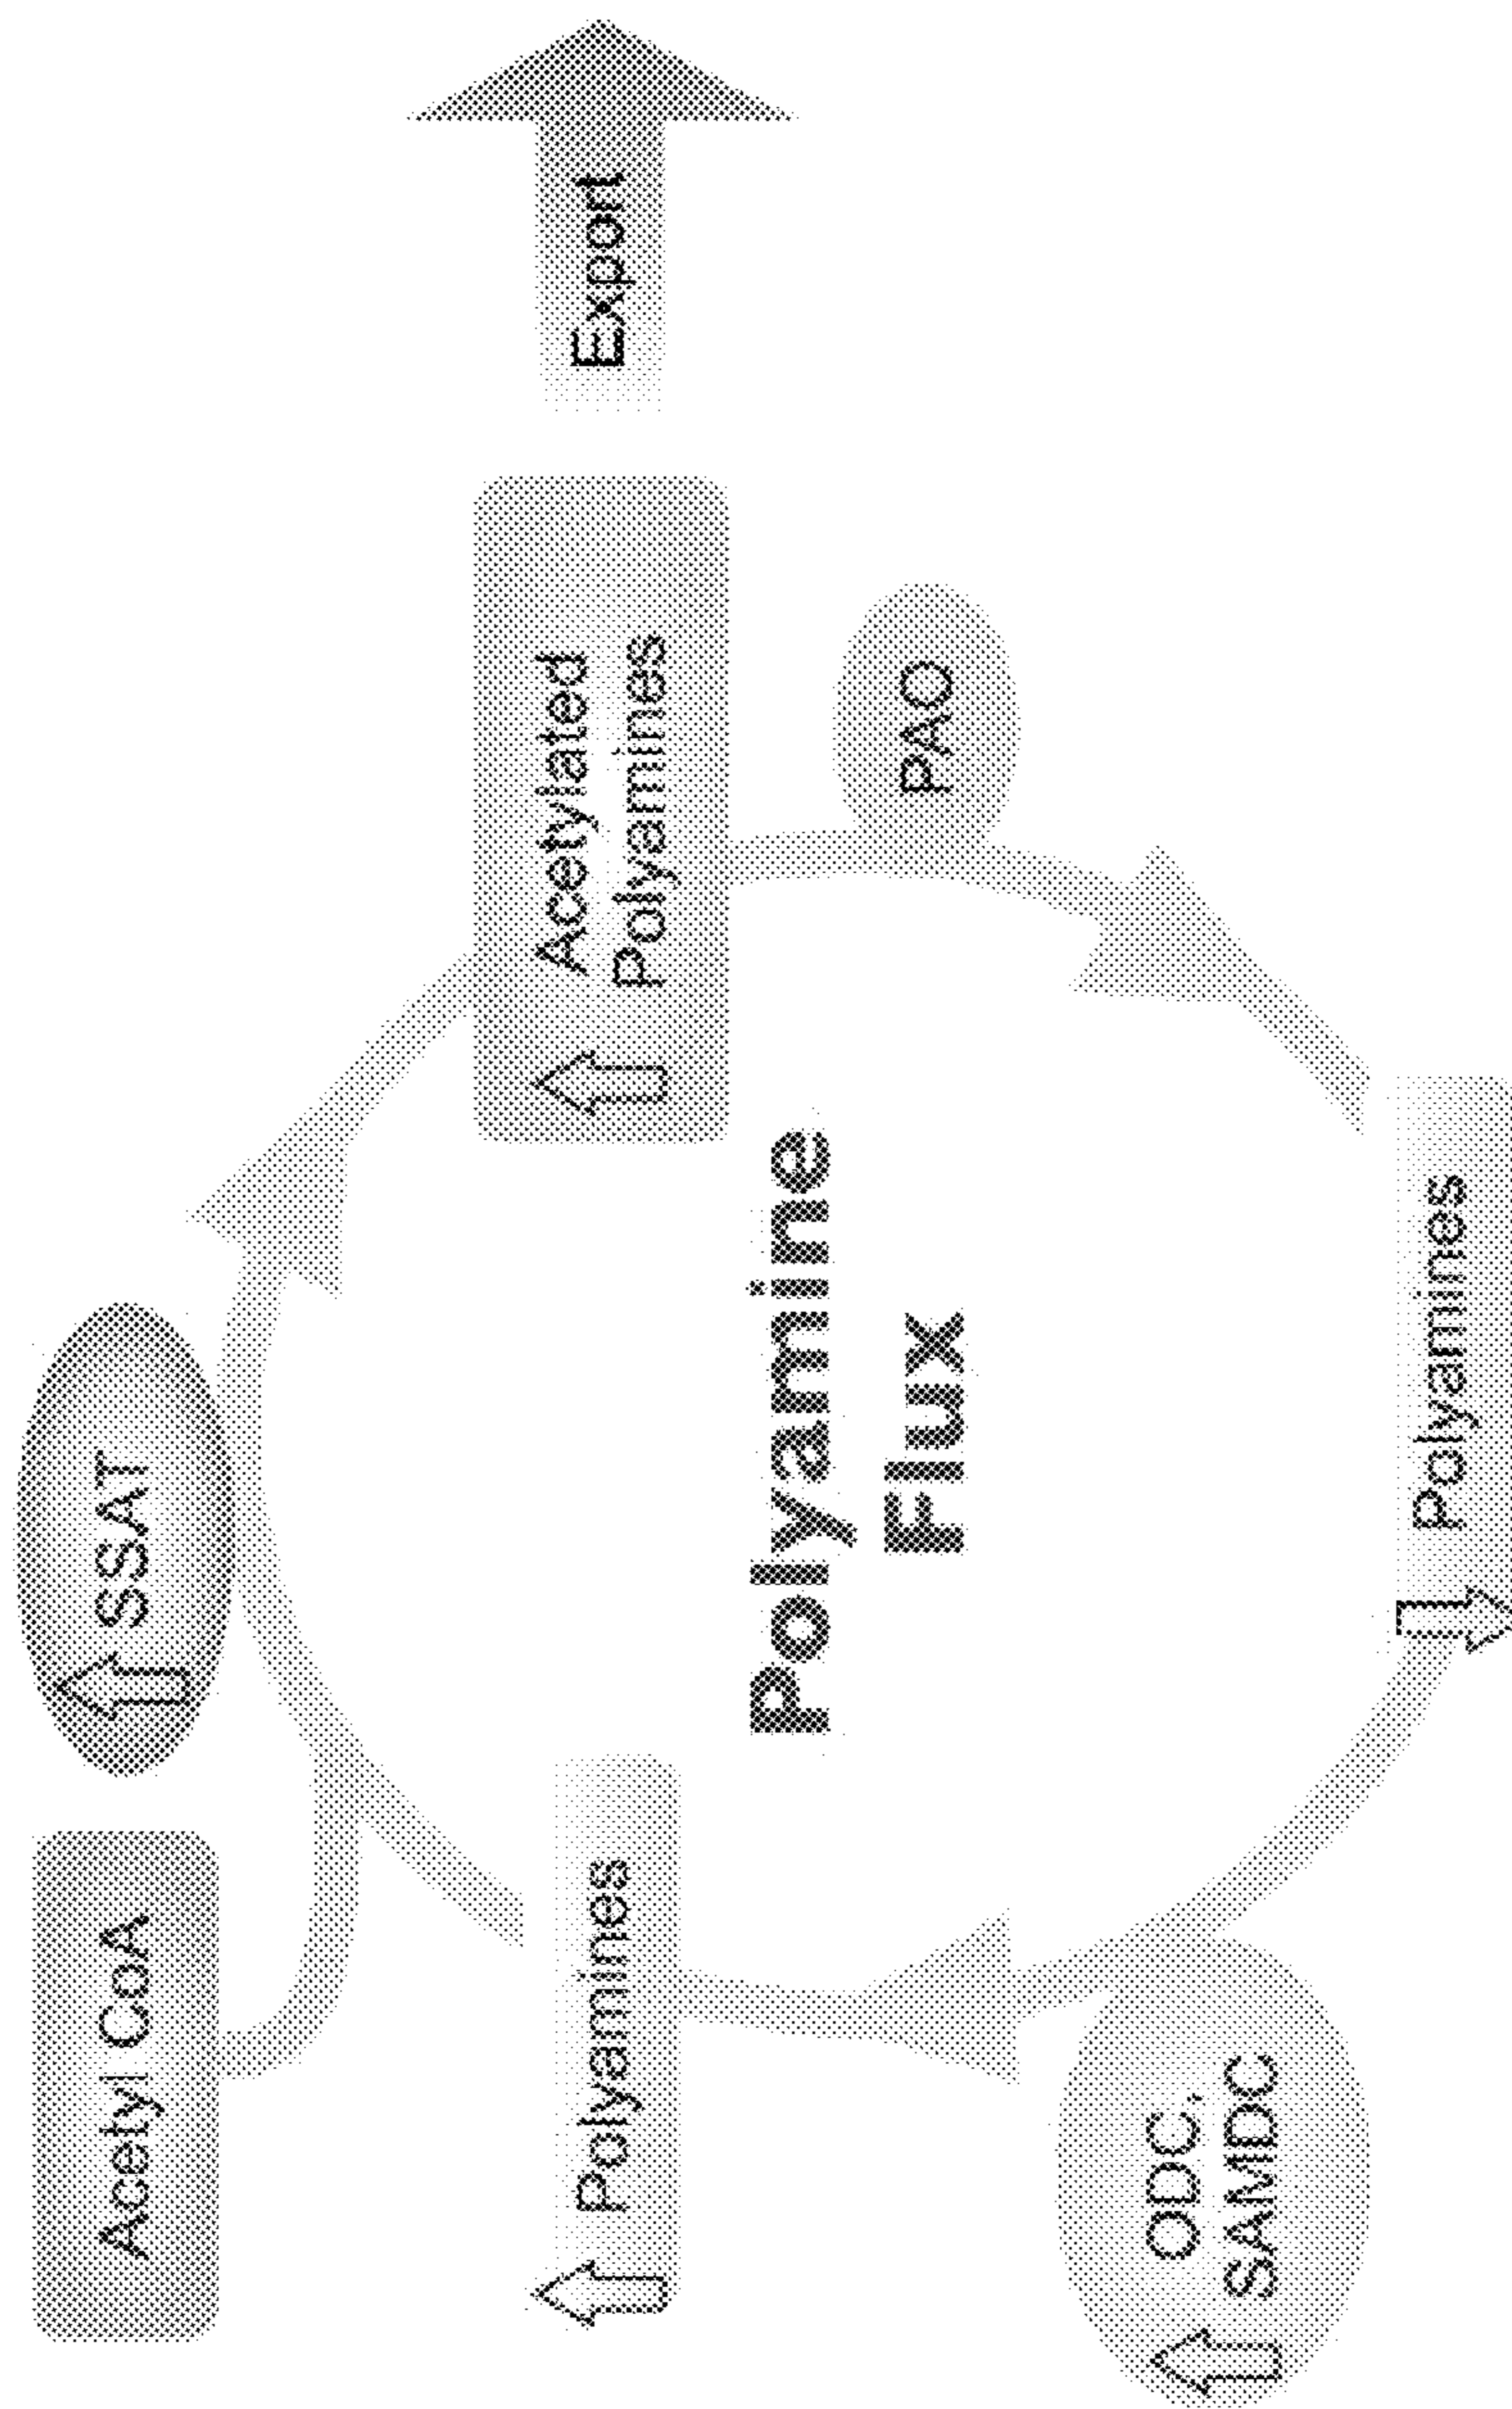 Acetyl CoA
SSAT
Polyamines
Acetylated
Polyamines
Export
Polyamine
Flux
PAO
ODC,
SAMDC
Polyamines